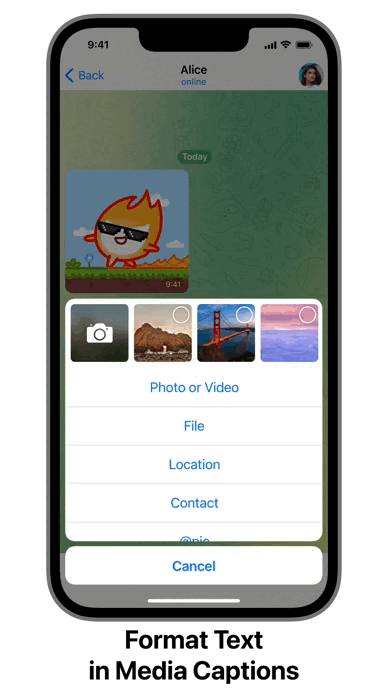 9:41
Back
Alice
online
Today
9:41
Photo or Video
File
Location
Contact
@pic
Cancel
Format Text
in Media Captions